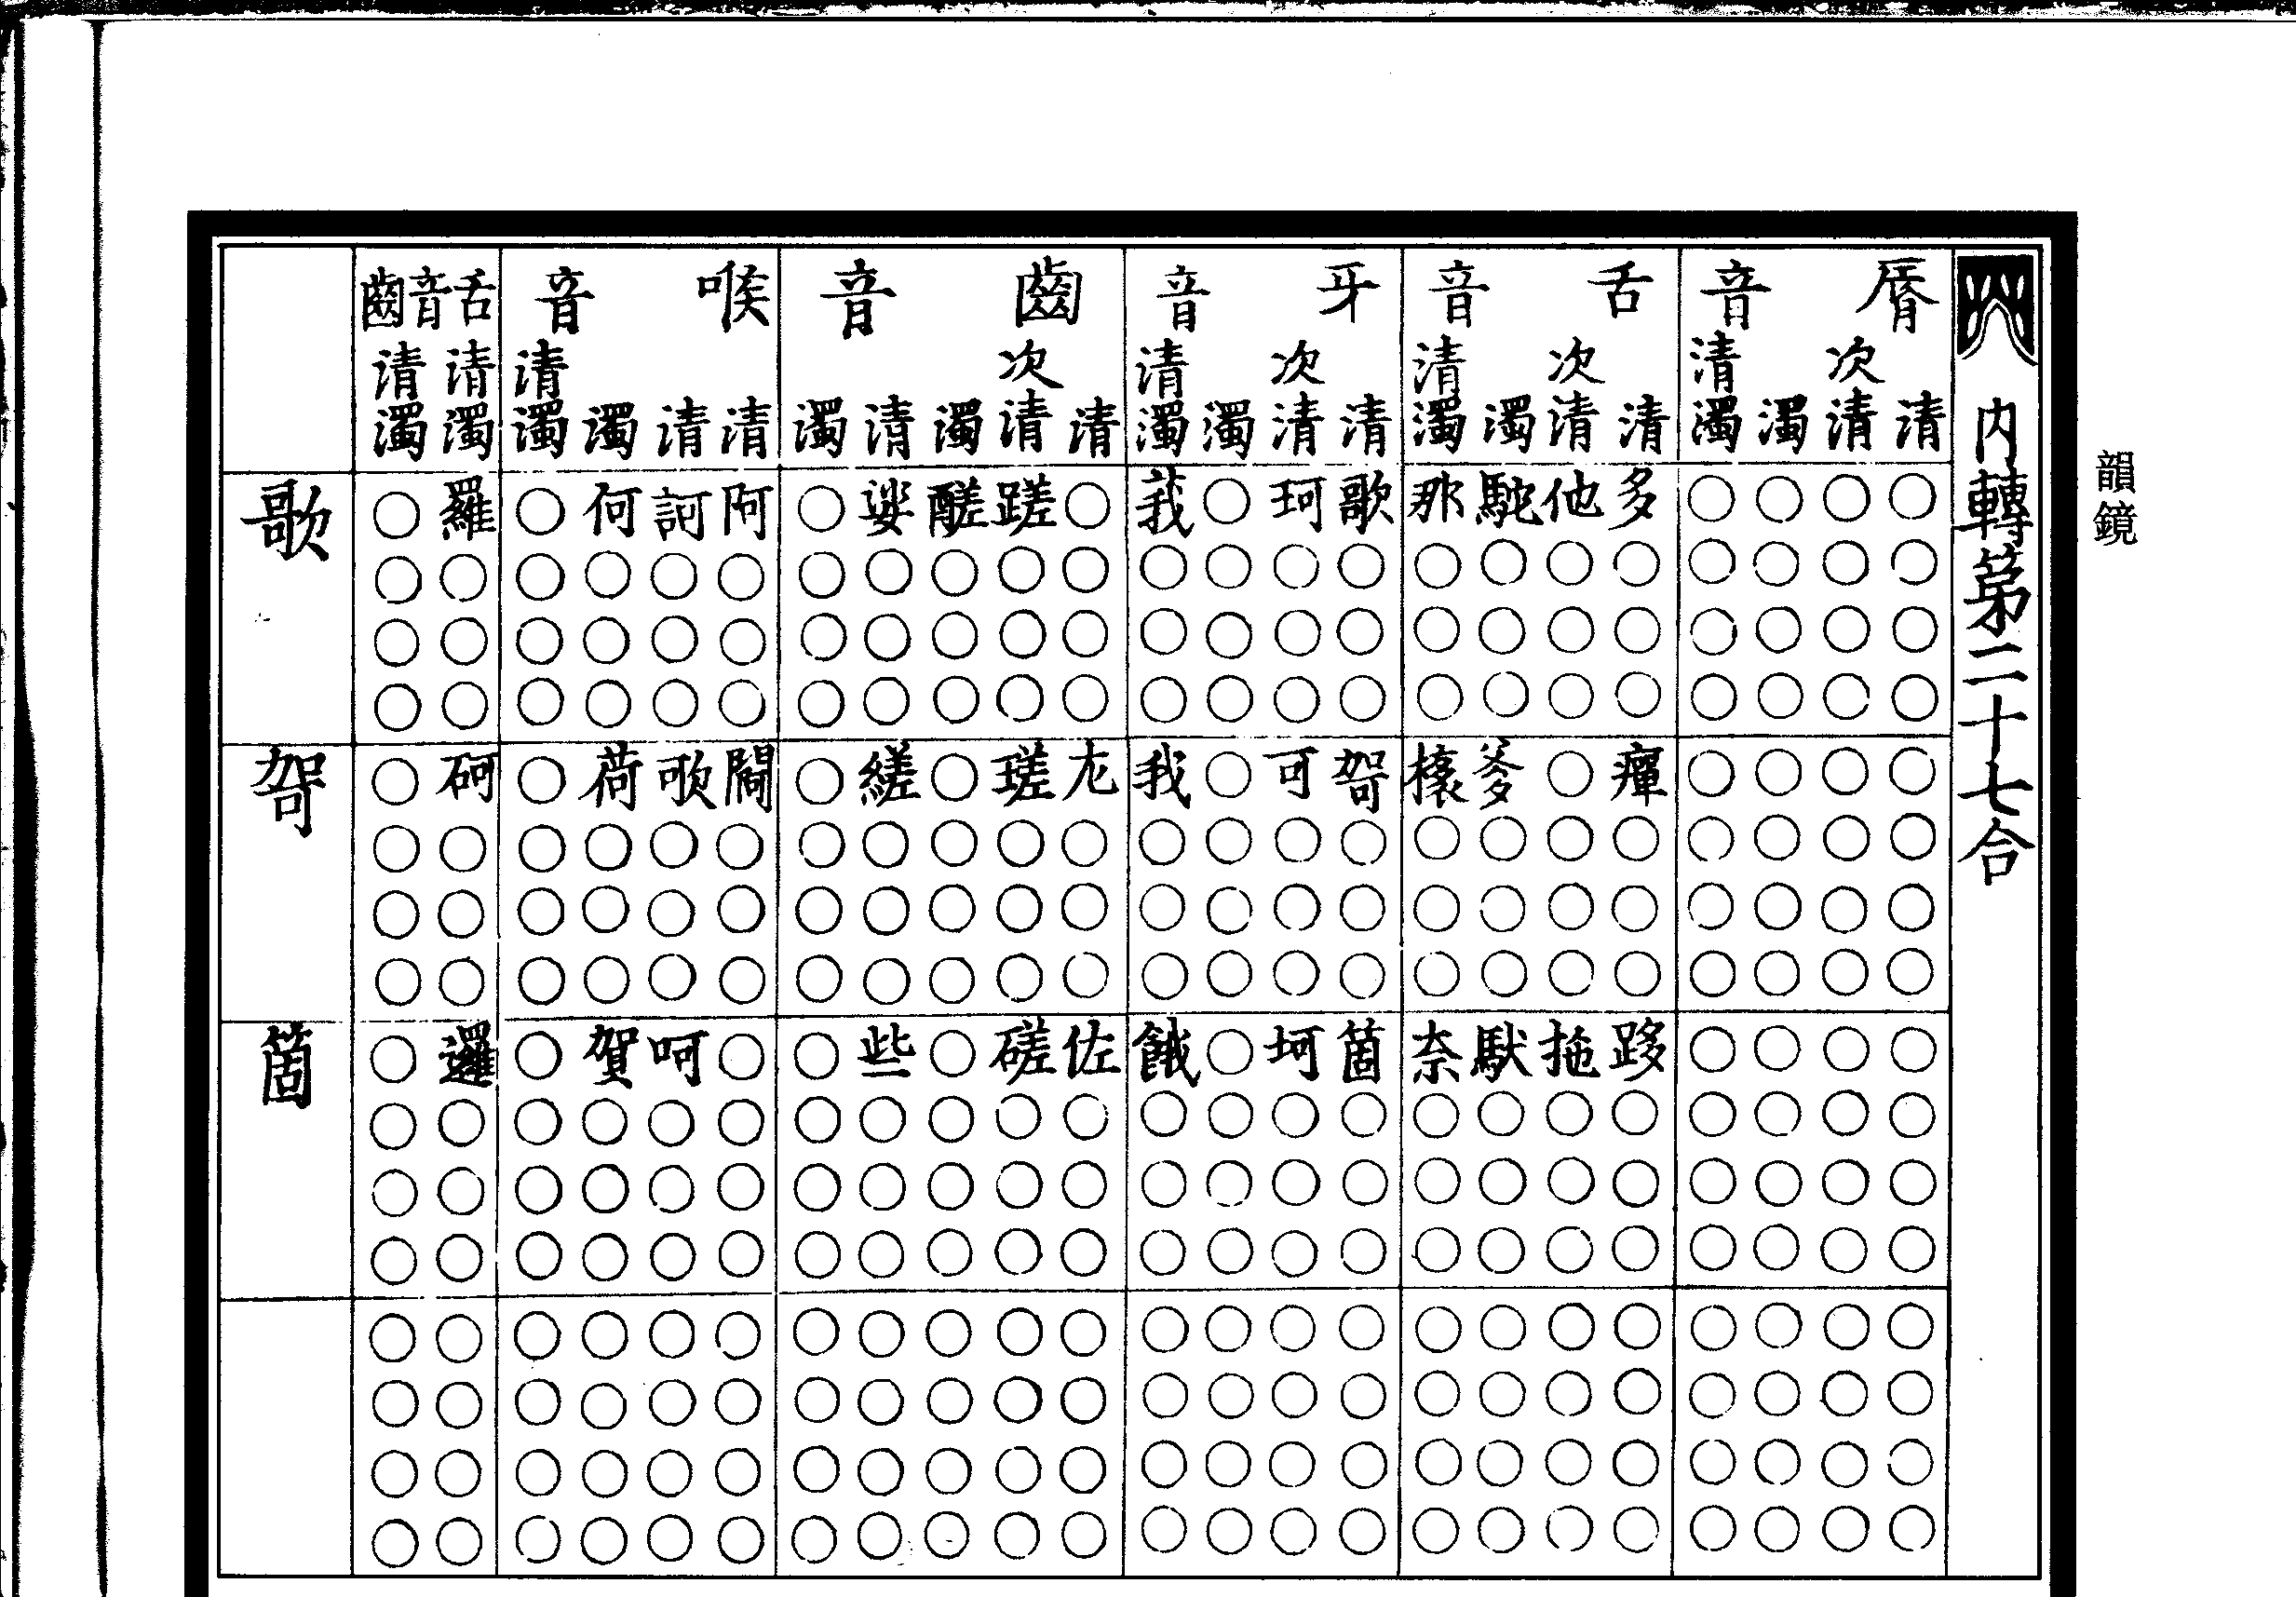 韻鏡
内轉第二十七合
脣音 舌音 牙音 齒音 喉音 舌音齒
清 次清 濁 清濁 清 次清 濁 清濁 清 次清 濁 清濁 清 次清 濁 清 濁 清 清 濁 清濁 清濁 清濁
○ ○ ○ ○ 多 他 駝 那 歌 珂 ○ 莪 ○ 蹉 醝 娑 ○ 阿 訶 何 ○ 羅 ○ 歌
○ ○ ○ ○ ○ ○ ○ ○ ○ ○ ○ ○ ○ ○ ○ ○ ○ ○ ○ ○ ○ ○ ○
○ ○ ○ ○ ○ ○ ○ ○ ○ ○ ○ ○ ○ ○ ○ ○ ○ ○ ○ ○ ○ ○ ○
○ ○ ○ ○ ○ ○ ○ ○ ○ ○ ○ ○ ○ ○ ○ ○ ○ ○ ○ ○ ○ ○ ○
○ ○ ○ ○ 癉 ○ 爹 橠 哿 可 ○ 我 瑳 ○ 縒 ○ 閜 歌 荷 ○ 砢 ○ 哿
○ ○ ○ ○ ○ ○ ○ ○ ○ ○ ○ ○ ○ ○ ○ ○ ○ ○ ○ ○ ○ ○ ○
○ ○ ○ ○ ○ ○ ○ ○ ○ ○ ○ ○ ○ ○ ○ ○ ○ ○ ○ ○ ○ ○ ○
○ ○ ○ ○ ○ ○ ○ ○ ○ ○ ○ ○ ○ ○ ○ ○ ○ ○ ○ ○ ○ ○ ○
○ ○ ○ ○ 跢 拖 馱 奈 箇 坷 ○ 餓 佐 磋 ○ 些 ○ ○ 呵 賀 ○ 邏 ○ 箇
○ ○ ○ ○ ○ ○ ○ ○ ○ ○ ○ ○ ○ ○ ○ ○ ○ ○ ○ ○ ○ ○ ○
○ ○ ○ ○ ○ ○ ○ ○ ○ ○ ○ ○ ○ ○ ○ ○ ○ ○ ○ ○ ○ ○ ○
○ ○ ○ ○ ○ ○ ○ ○ ○ ○ ○ ○ ○ ○ ○ ○ ○ ○ ○ ○ ○ ○ ○
○ ○ ○ ○ ○ ○ ○ ○ ○ ○ ○ ○ ○ ○ ○ ○ ○ ○ ○ ○ ○ ○ ○
○ ○ ○ ○ ○ ○ ○ ○ ○ ○ ○ ○ ○ ○ ○ ○ ○ ○ ○ ○ ○ ○ ○
○ ○ ○ ○ ○ ○ ○ ○ ○ ○ ○ ○ ○ ○ ○ ○ ○ ○ ○ ○ ○ ○ ○
○ ○ ○ ○ ○ ○ ○ ○ ○ ○ ○ ○ ○ ○ ○ ○ ○ ○ ○ ○ ○ ○ ○